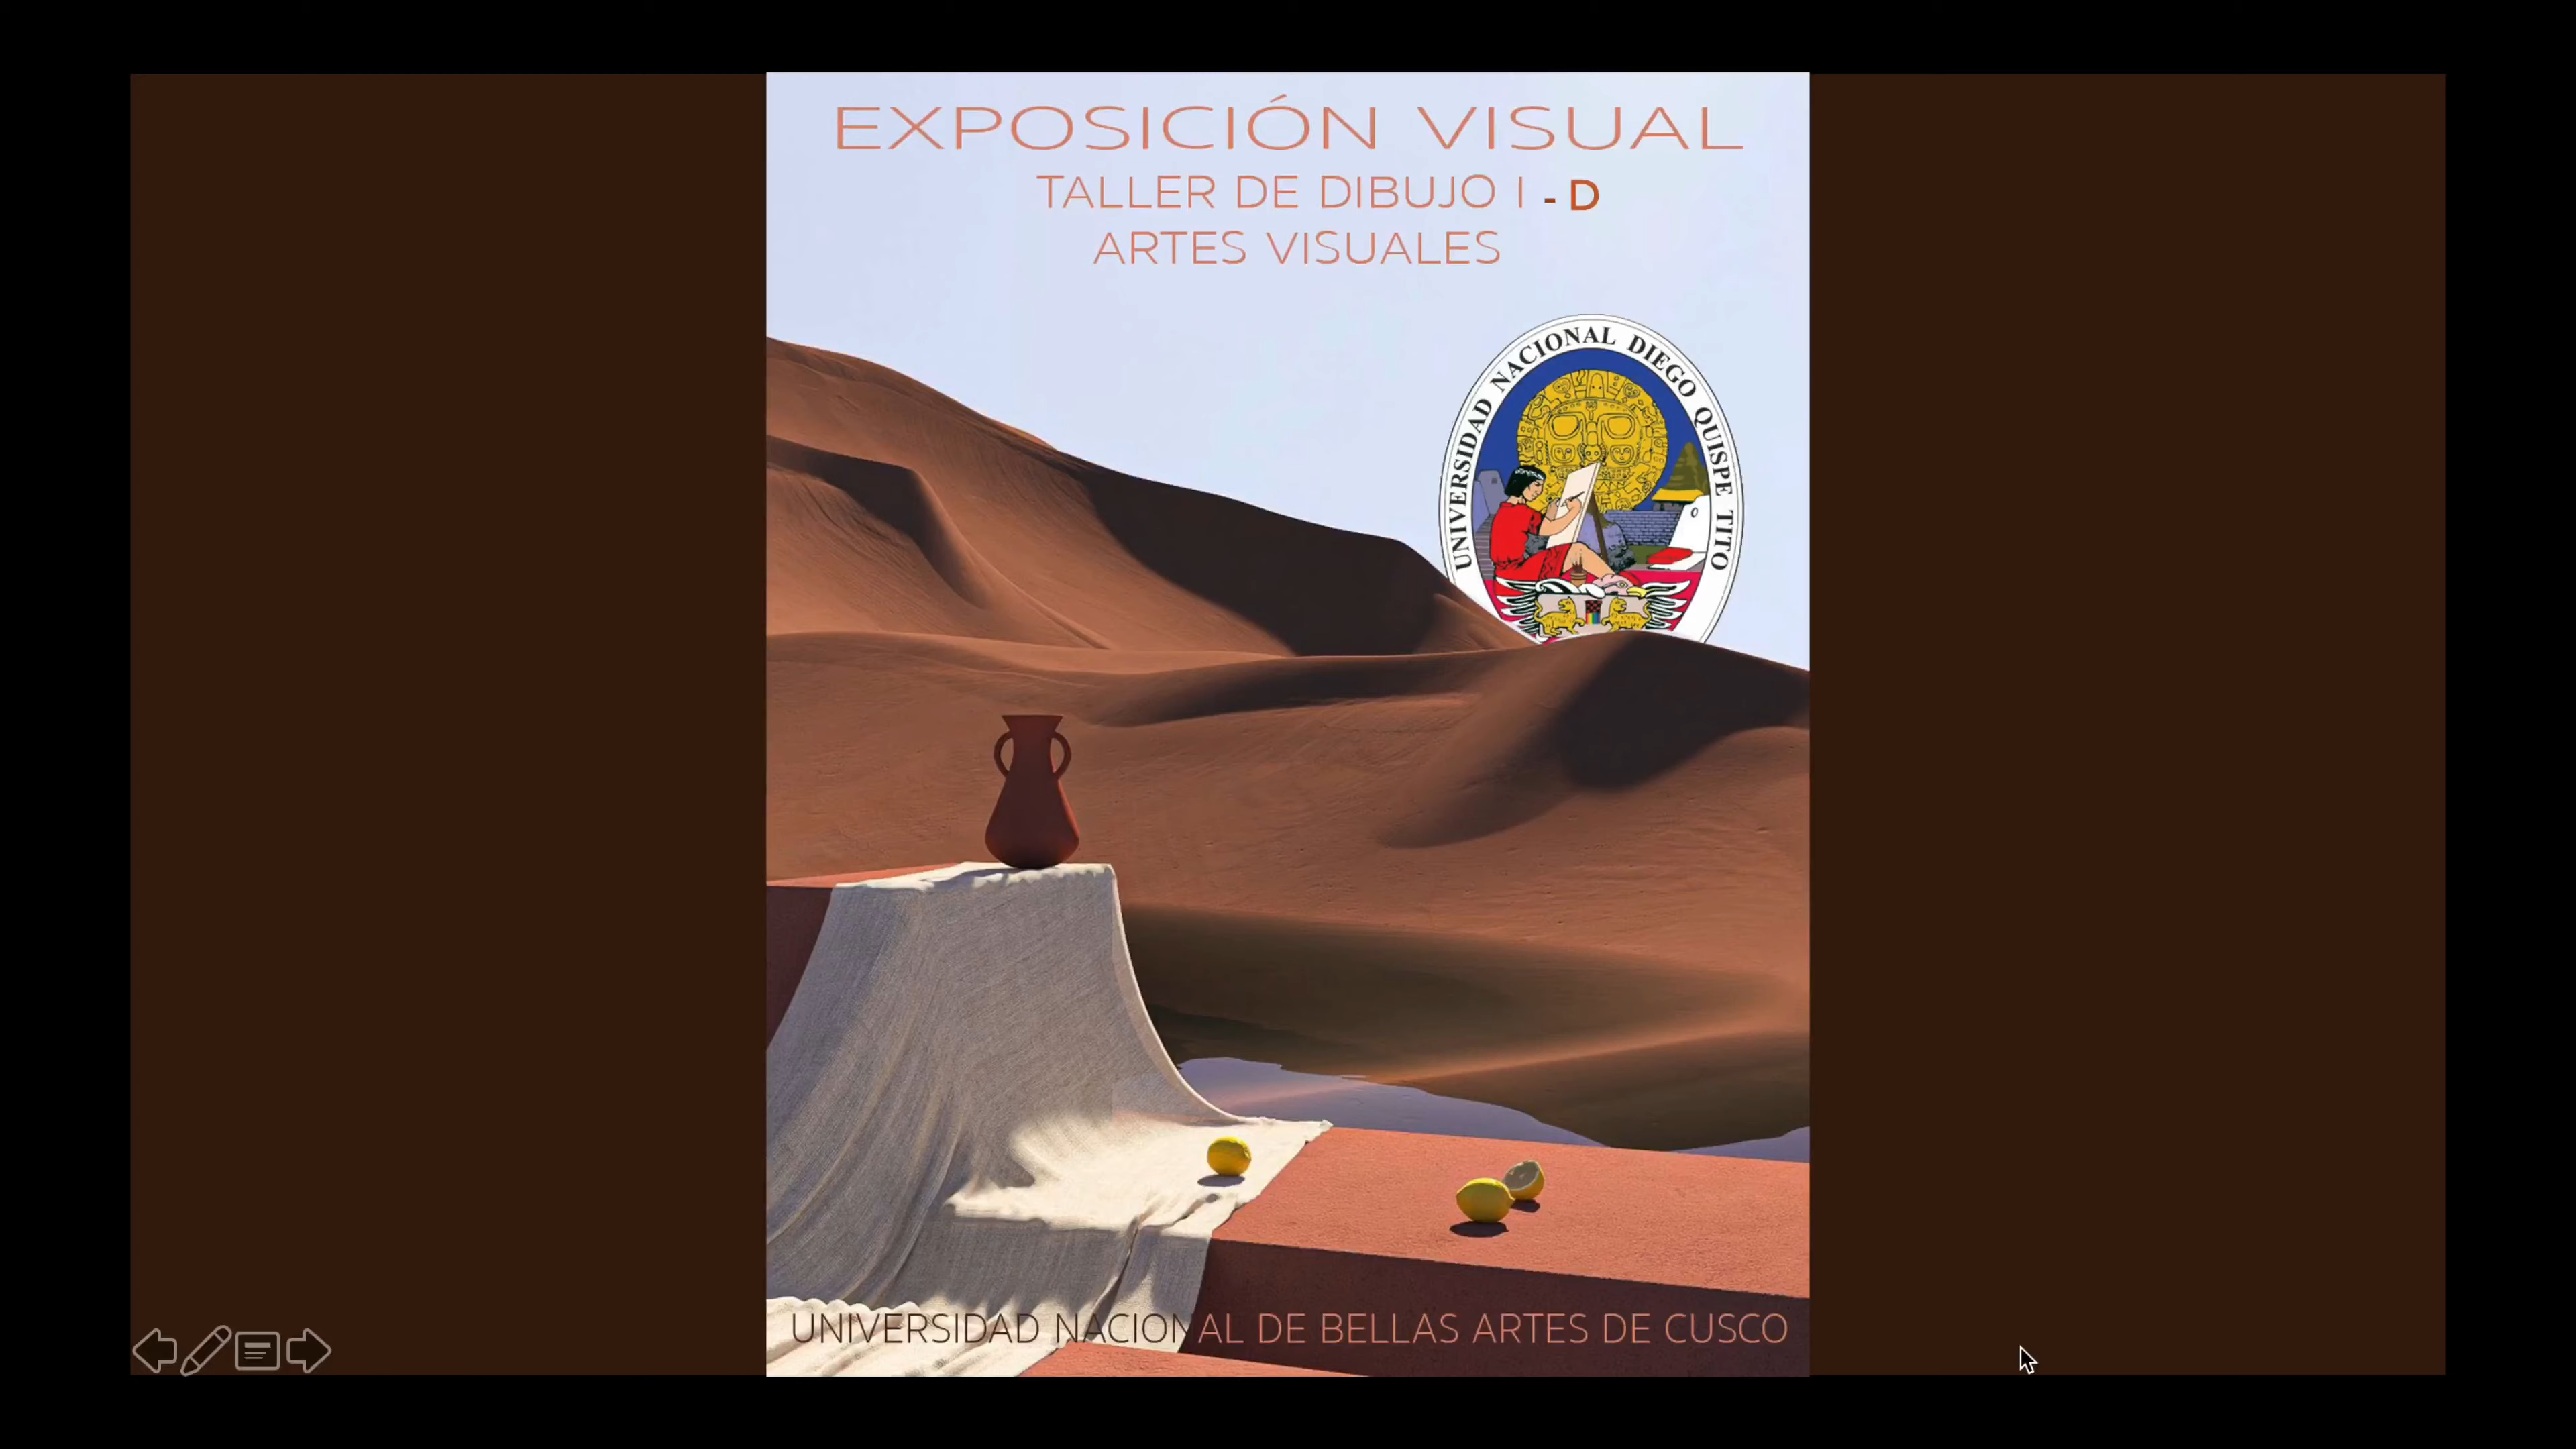 EXPOSICIÓN VISUAL
TALLER DE DIBUJO I - D
ARTES VISUALES
UNIVERSIDAD NACIONAL DIEGO QUISPE TITO
UNIVERSIDAD NACIONAL DE BELLAS ARTES DE CUSCO